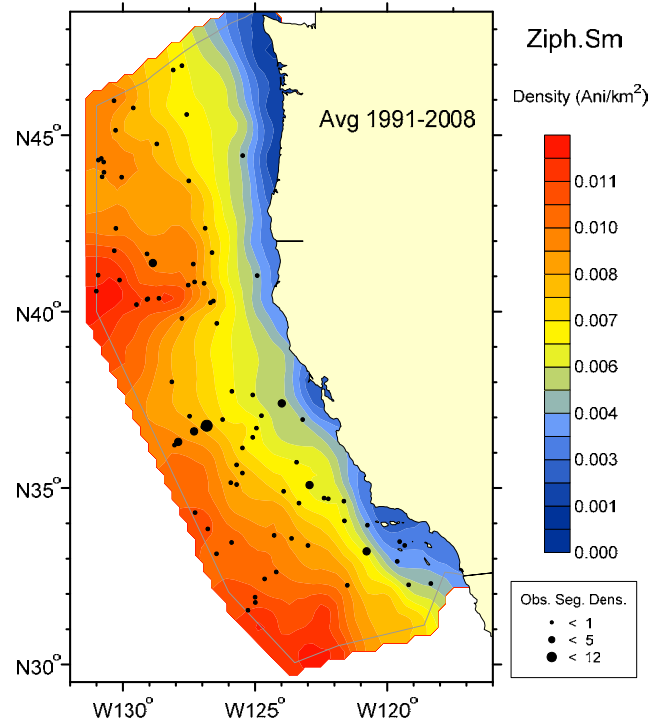 Ziph.Sm
Density (Ani/km²)
Avg 1991-2008
N45°
N40°
N35°
N30°
W130°
W125°
W120°
0.011
0.010
0.008
0.007
0.006
0.004
0.003
0.001
0.000
Obs. Seg. Dens.
< 1
< 5
< 12